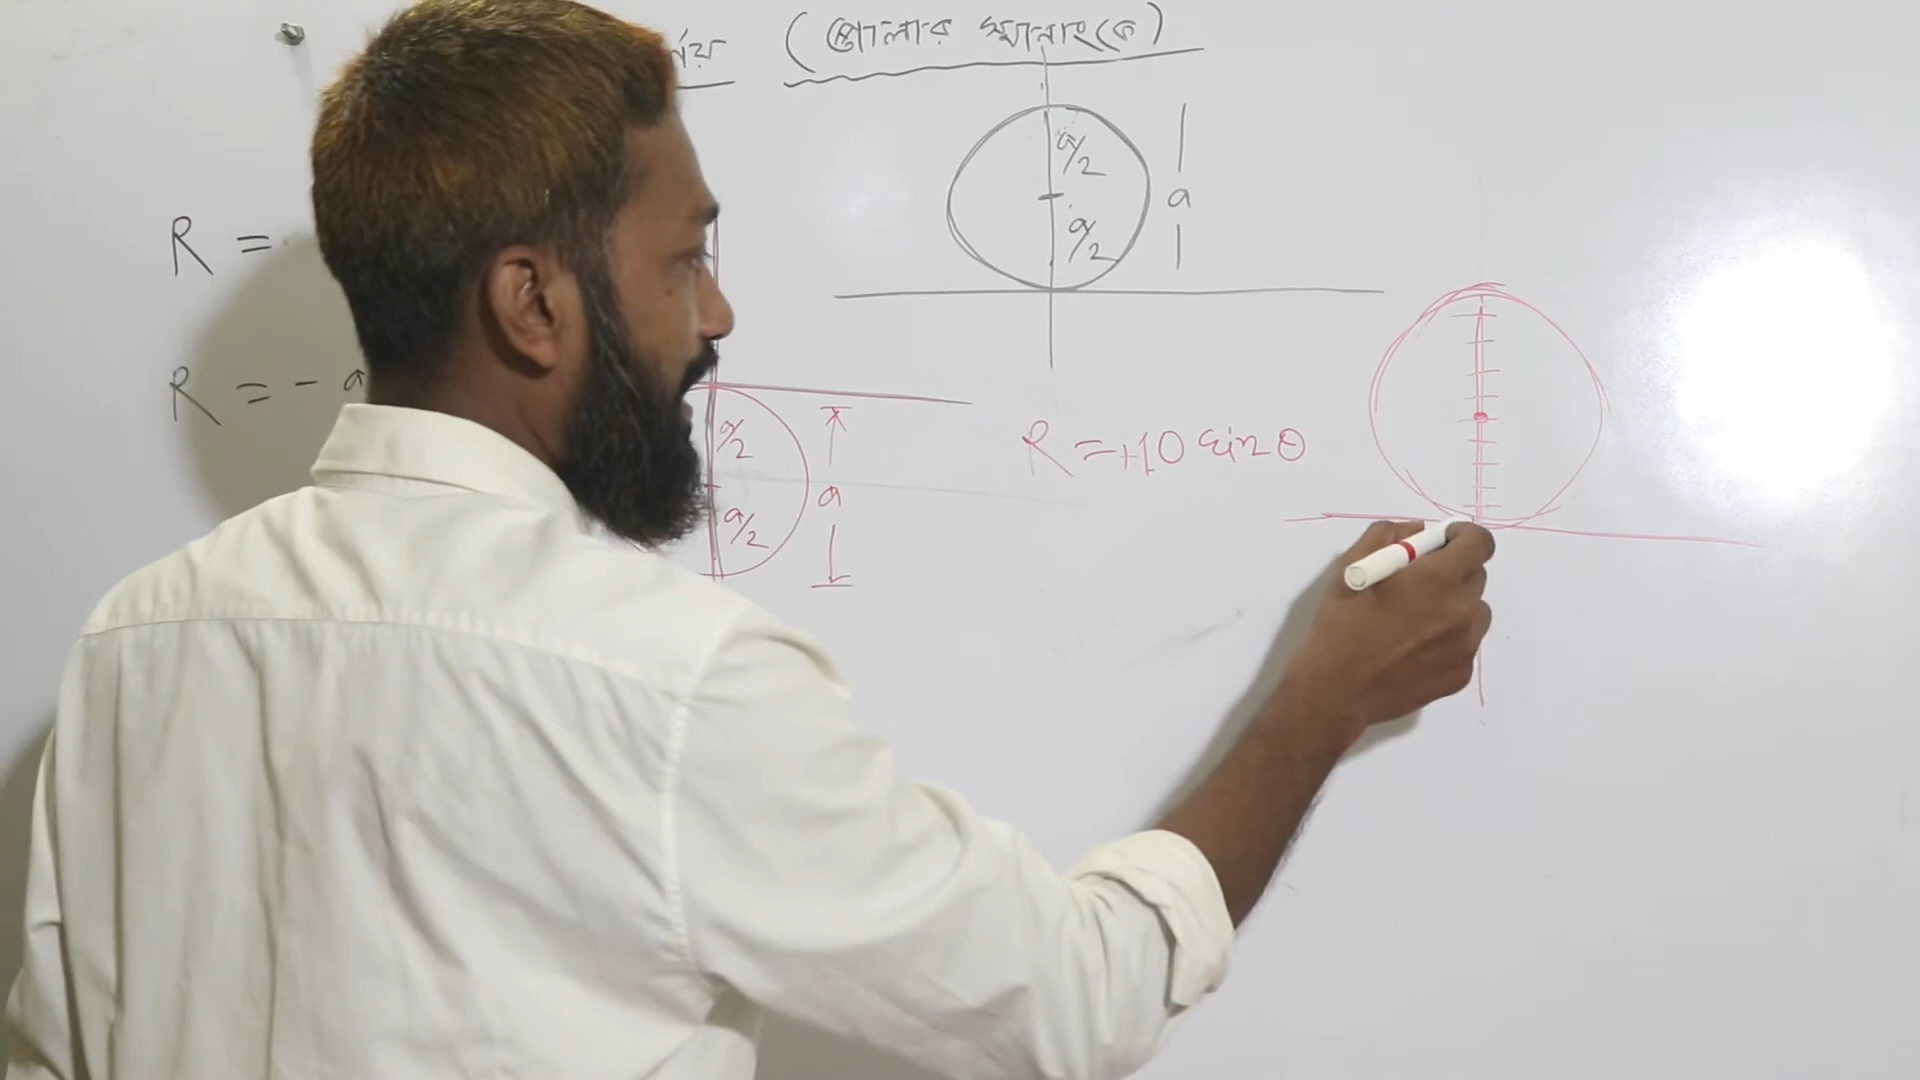 (পোলার স্থানাংকে)
R =
a/2
a/2
a
R = - a
a/2
a/2
a
R = +10 sin θ